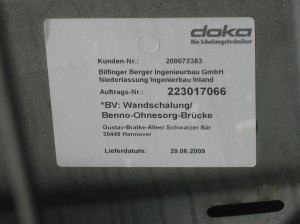 doka
Die Schalungstechniker
Kunden-Nr.: 200072383
Bilfinger Berger Ingenieurbau GmbH
Niederlassung Ingenierbau Inland
Auftrags-Nr.: 223017066
*BV: Wandschalung/
Benno-Ohnesorg-Brücke
Gustav-Bratke-Allee/ Schwarzer Bär
30449 Hannover
Lieferdatum: 29.06.2009